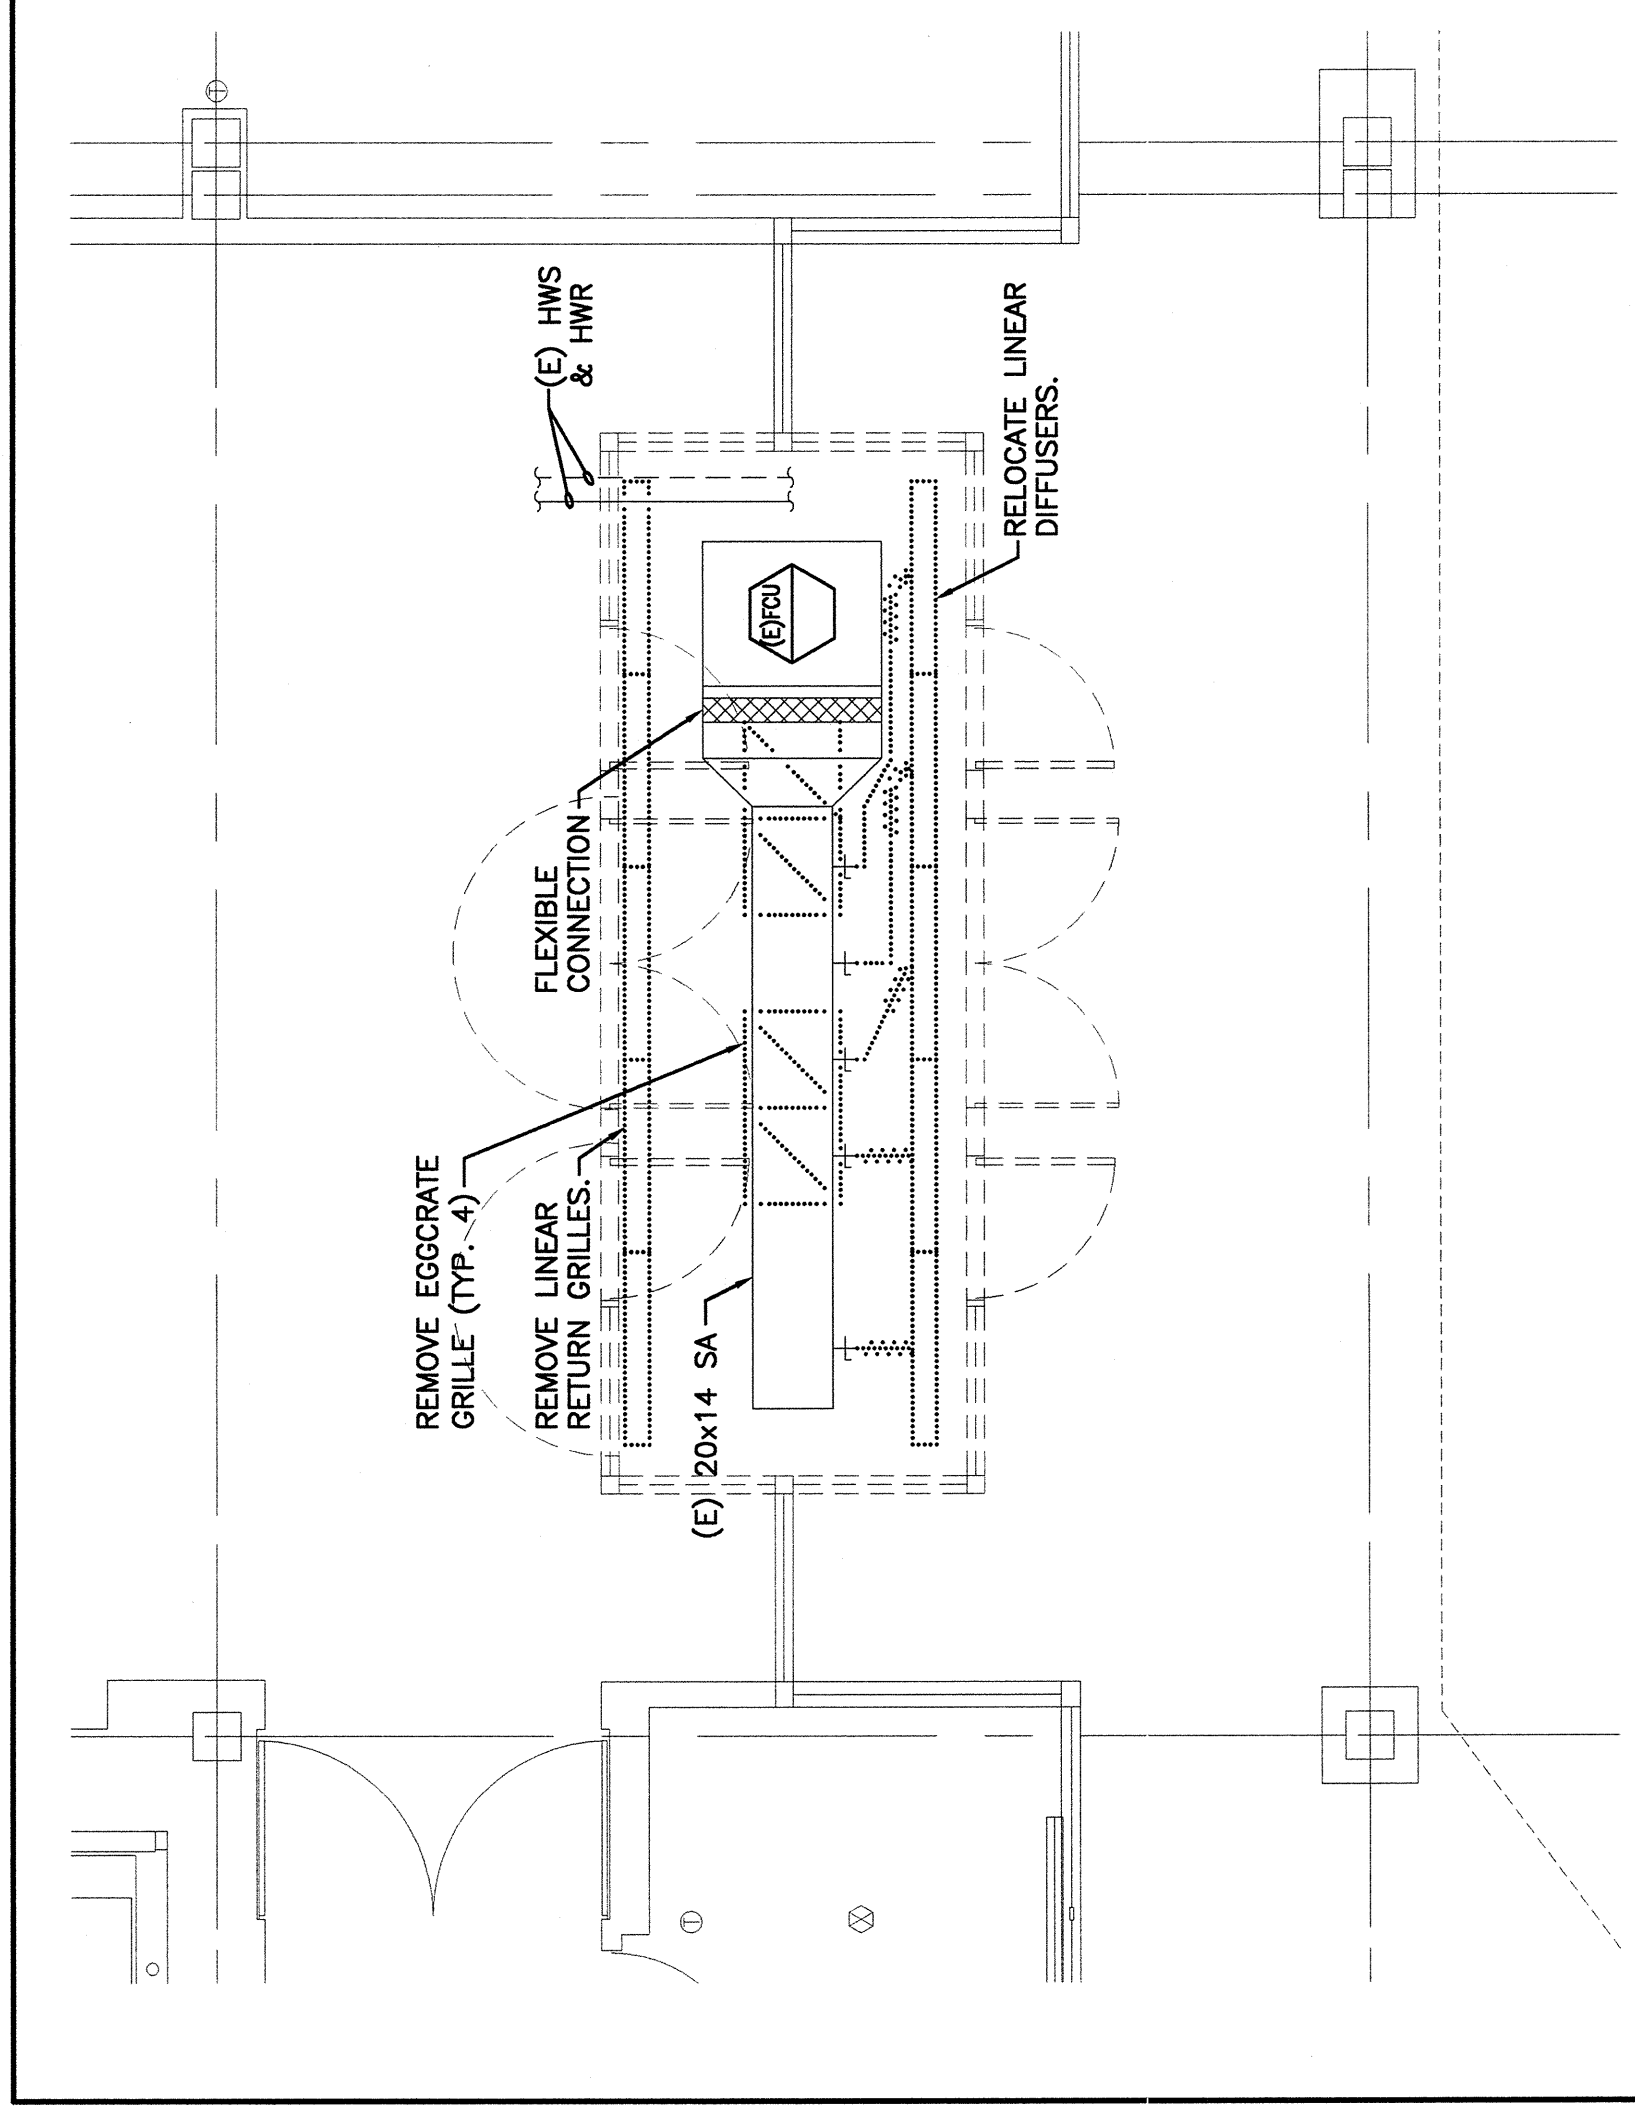 REMOVE EGGCRATE
GRILLE (TYP. 4)
REMOVE LINEAR
RETURN GRILLES.
(E) 20x14 SA
FLEXIBLE
CONNECTION
(E) HWS
& HWR
(E)FCU
RELOCATE LINEAR
DIFFUSERS.
T
T
X